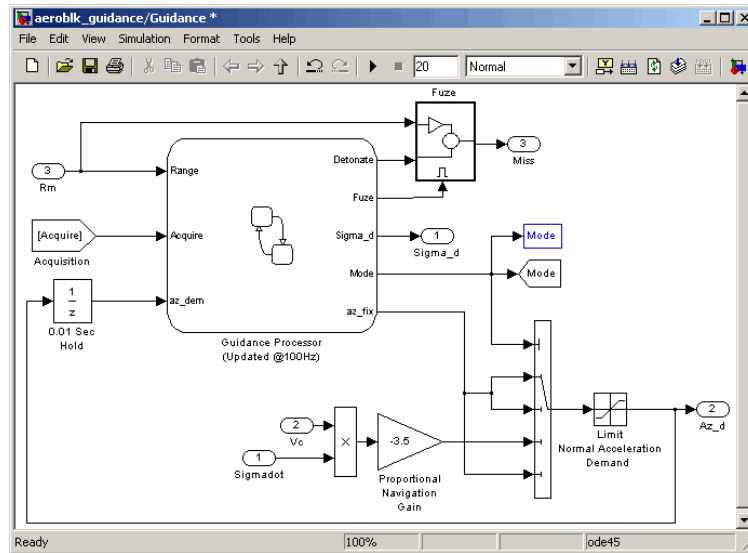 aeroblk_guidance/Guidance *
File Edit View Simulation Format Tools Help
20 Normal
Fuze
3
Rm
Range
Detonate
3
Miss
Fuze
[Acquire]
Acquisition
Acquire
Sigma_d
1
Sigma_d
Mode
Mode
Mode
1
z
0.01 Sec
Hold
az_dem
az_fix
Guidance Processor
(Updated @100Hz)
2
Vc
1
Sigmadot
×
-3.5
Proportional
Navigation
Gain
Limit
Normal Acceleration
Demand
2
Az_d
Ready 100% ode45